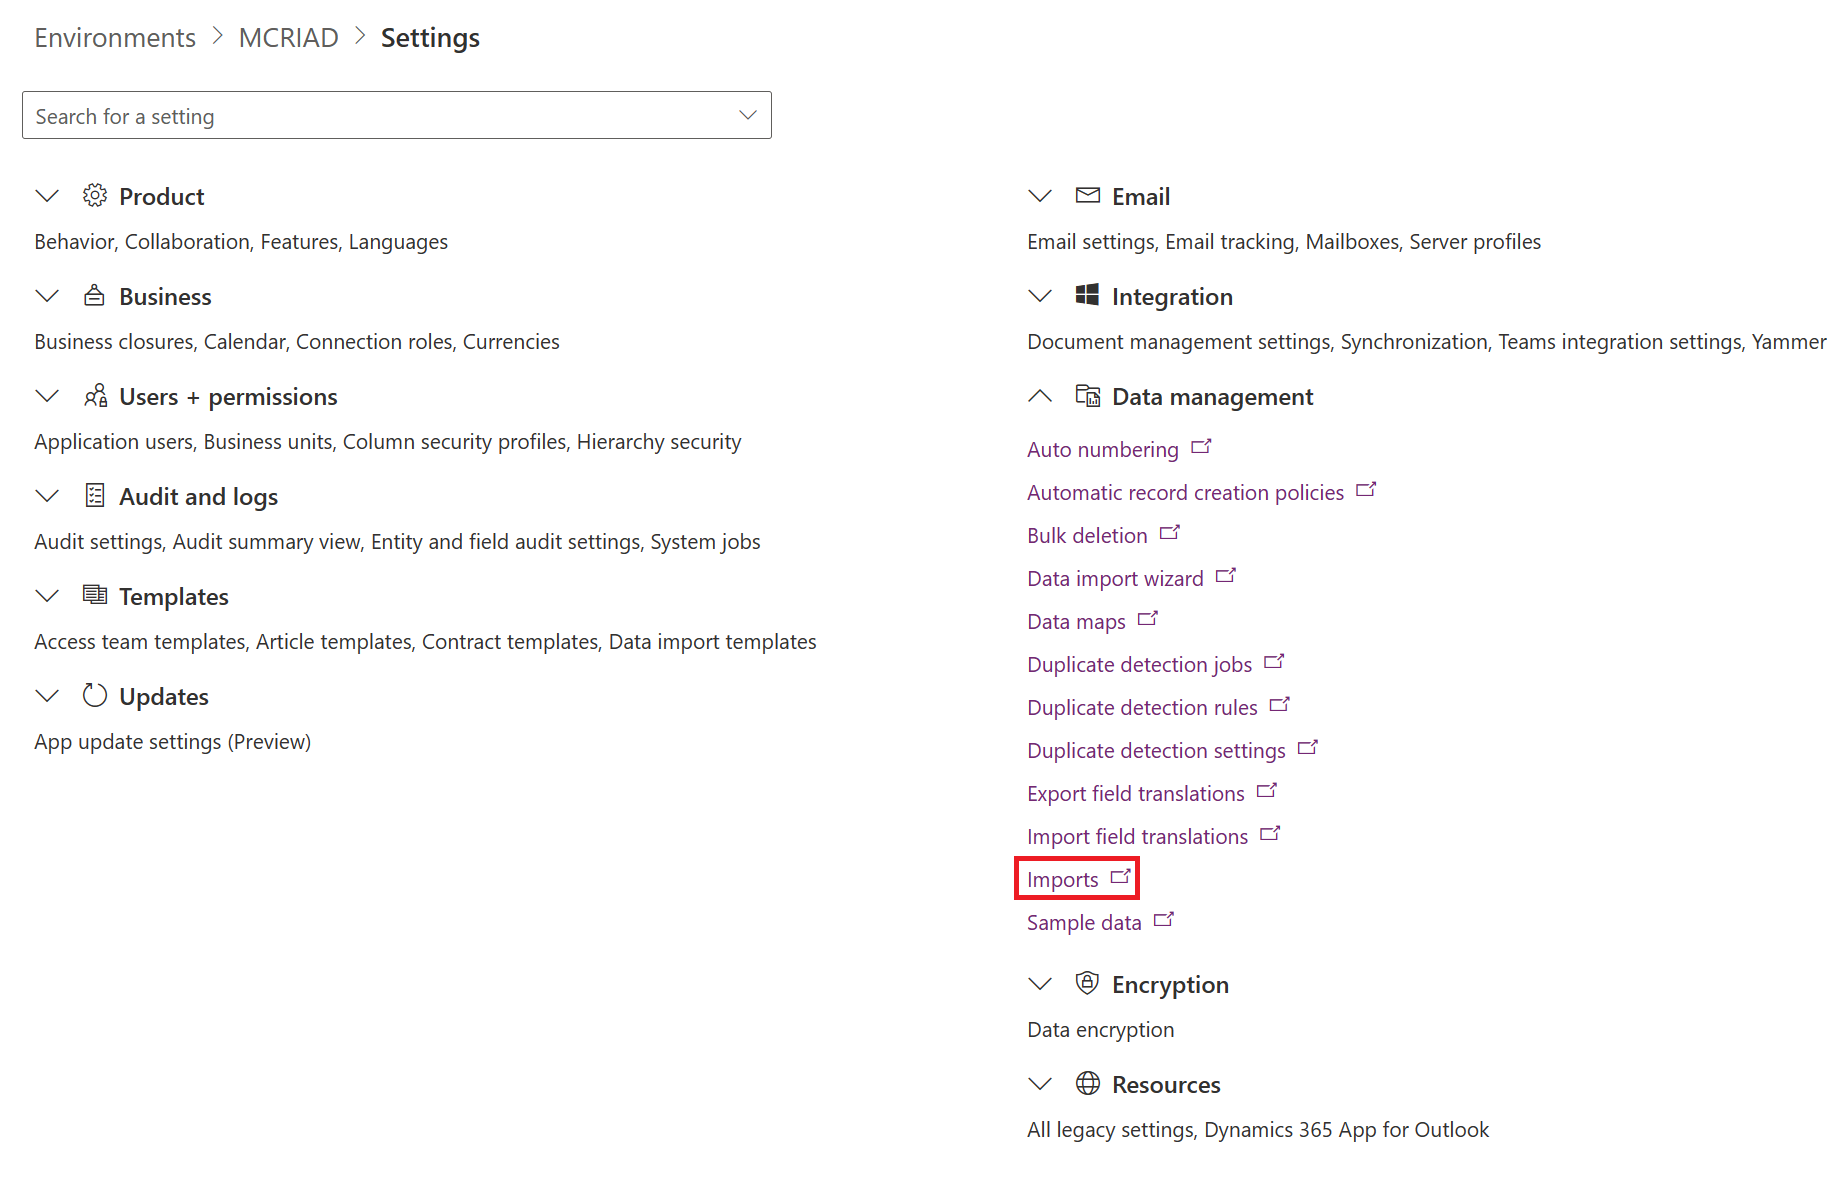 Environments > MCRIAD > Settings
Search for a setting
Product
Behavior, Collaboration, Features, Languages
Business
Business closures, Calendar, Connection roles, Currencies
Users + permissions
Application users, Business units, Column security profiles, Hierarchy security
Audit and logs
Audit settings, Audit summary view, Entity and field audit settings, System jobs
Templates
Access team templates, Article templates, Contract templates, Data import templates
Updates
App update settings (Preview)
Email
Email settings, Email tracking, Mailboxes, Server profiles
Integration
Document management settings, Synchronization, Teams integration settings, Yammer
Data management
Auto numbering
Automatic record creation policies
Bulk deletion
Data import wizard
Data maps
Duplicate detection jobs
Duplicate detection rules
Duplicate detection settings
Export field translations
Import field translations
Imports
Sample data
Encryption
Data encryption
Resources
All legacy settings, Dynamics 365 App for Outlook